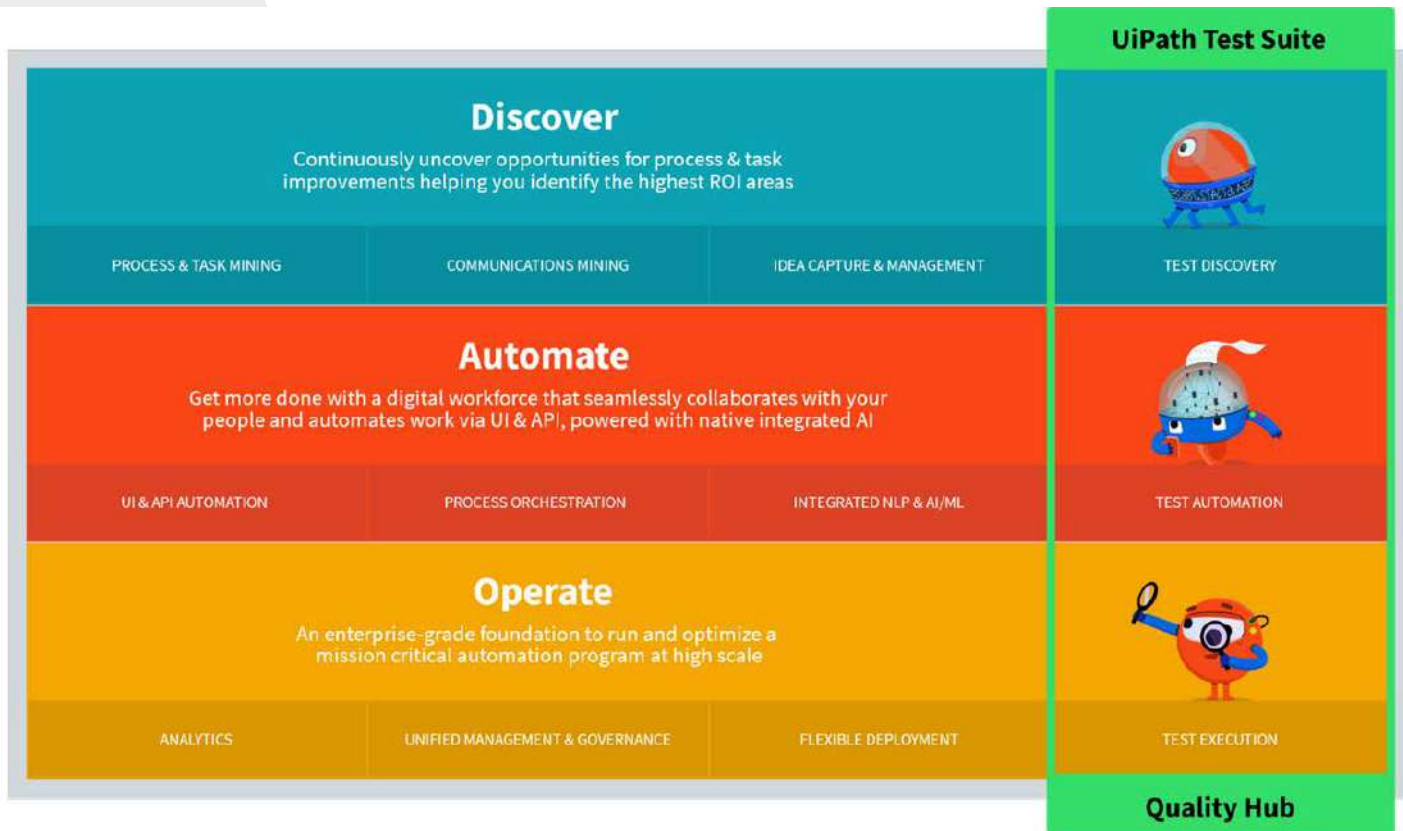 UiPath Test Suite
Discover
Continuously uncover opportunities for process & task
improvements helping you identify the highest ROI areas
PROCESS & TASK MINING
COMMUNICATIONS MINING
IDEA CAPTURE & MANAGEMENT
TEST DISCOVERY
Automate
Get more done with a digital workforce that seamlessly collaborates with your
people and automates work via UI & API, powered with native integrated AI
UI & API AUTOMATION
PROCESS ORCHESTRATION
INTEGRATED NLP & AI/ML
TEST AUTOMATION
Operate
An enterprise-grade foundation to run and optimize a
mission critical automation program at high scale
ANALYTICS
UNIFIED MANAGEMENT & GOVERNANCE
FLEXIBLE DEPLOYMENT
TEST EXECUTION
Quality Hub